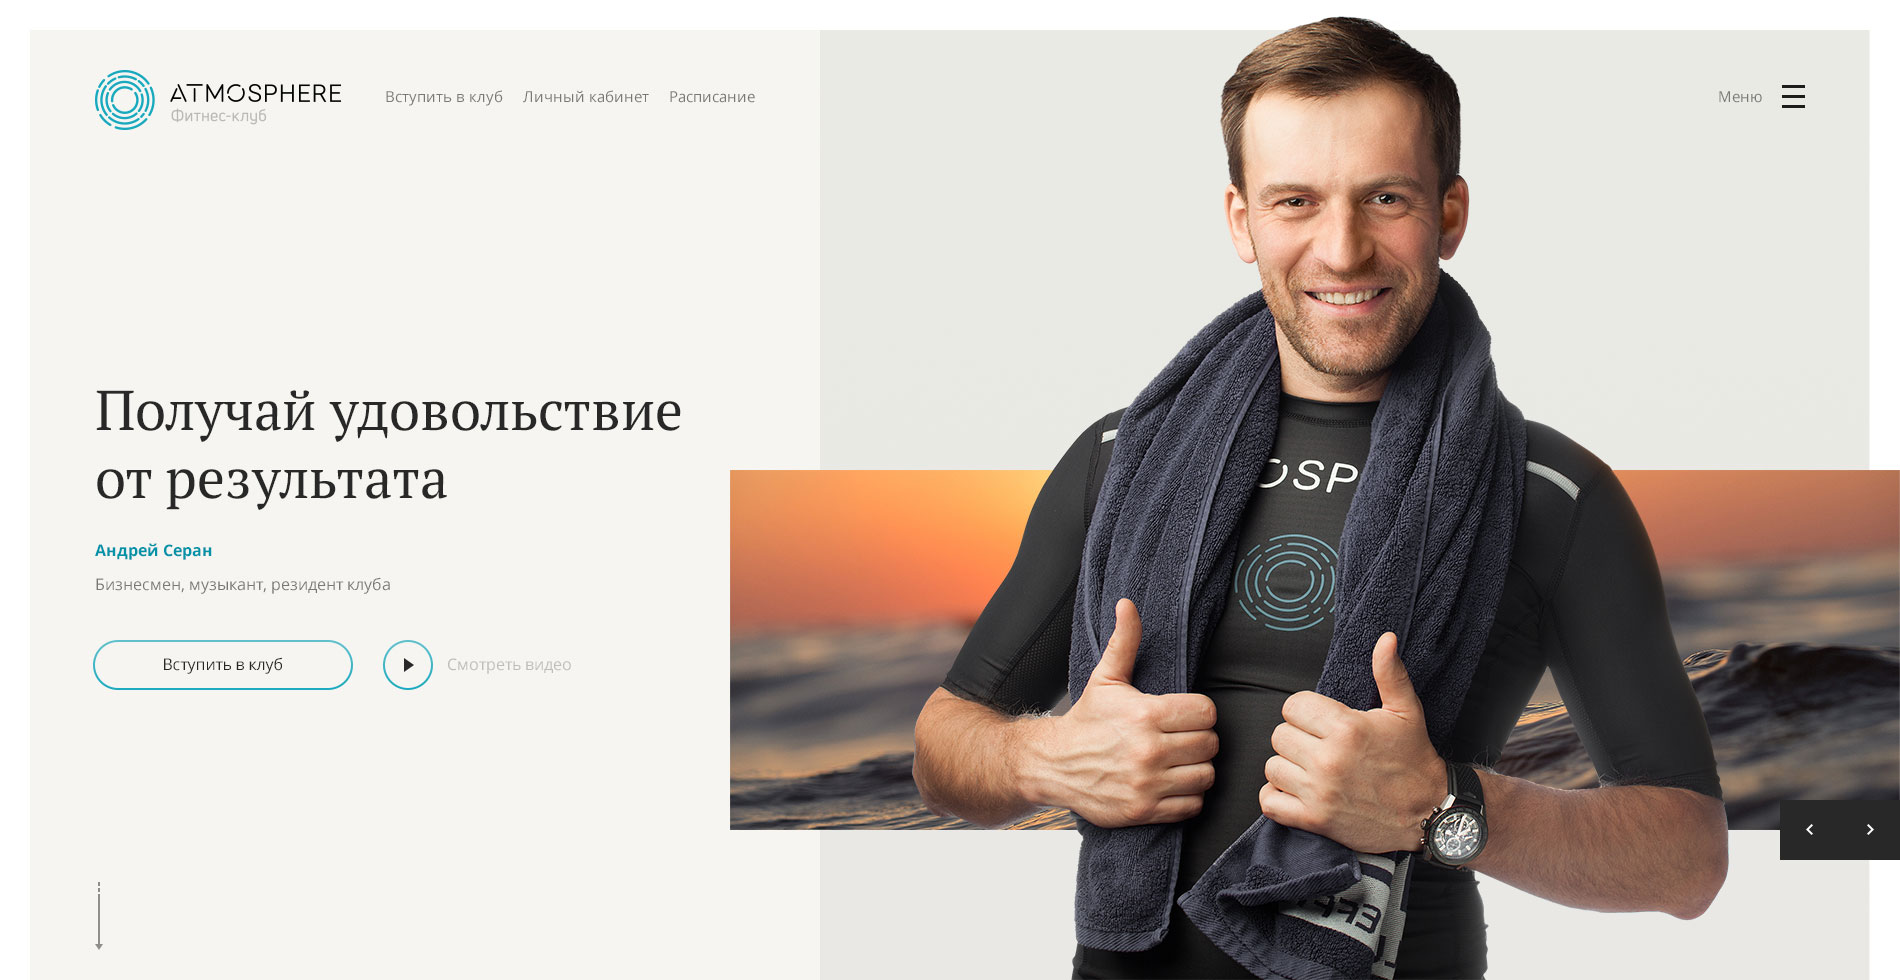 ATMOSPHERE
Фитнес-клуб
Вступить в клуб
Личный кабинет
Расписание
Меню
Получай удовольствие
от результата
Андрей Серан
Бизнесмен, музыкант, резидент клуба
Вступить в клуб
Смотреть видео
OSP